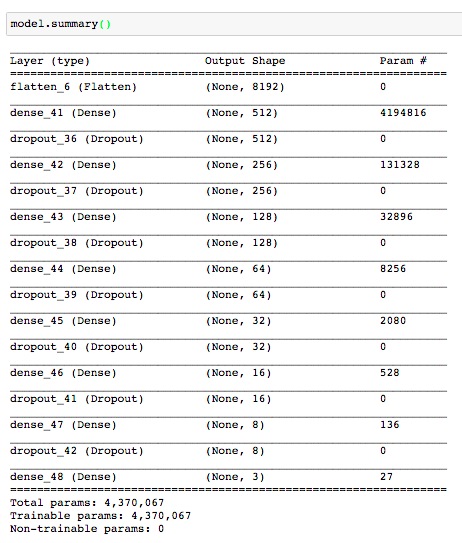 model.summary()
Layer (type) Output Shape Param #
flatten_6 (Flatten) (None, 8192) 0
dense_41 (Dense) (None, 512) 4194816
dropout_36 (Dropout) (None, 512) 0
dense_42 (Dense) (None, 256) 131328
dropout_37 (Dropout) (None, 256) 0
dense_43 (Dense) (None, 128) 32896
dropout_38 (Dropout) (None, 128) 0
dense_44 (Dense) (None, 64) 8256
dropout_39 (Dropout) (None, 64) 0
dense_45 (Dense) (None, 32) 2080
dropout_40 (Dropout) (None, 32) 0
dense_46 (Dense) (None, 16) 528
dropout_41 (Dropout) (None, 16) 0
dense_47 (Dense) (None, 8) 136
dropout_42 (Dropout) (None, 8) 0
dense_48 (Dense) (None, 3) 27
Total params: 4,370,067
Trainable params: 4,370,067
Non-trainable params: 0